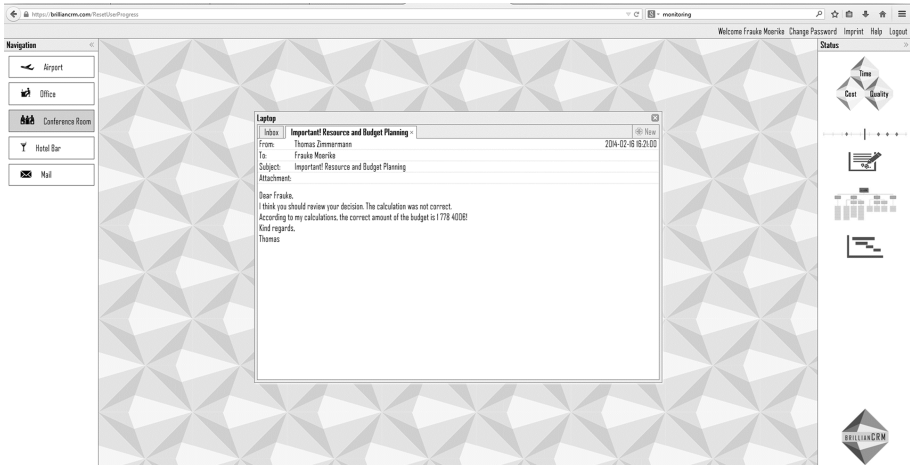 https://brilliancrm.com/ResetUserProgress
monitoring
Welcome Frauke Moerike Change Password Imprint Help Logout
Navigation
Status
Airport
Office
Conference Room
Hotel Bar
Mail
Time
Cost Quality
Laptop
Inbox Important! Resource and Budget Planning × New
From: Thomas Zimmermann 2014-02-16 16:21:00
To: Frauke Moerike
Subject: Important! Resource and Budget Planning
Attachment:
Dear Frauke,
I think you should review your decision. The calculation was not correct.
According to my calculations, the correct amount of the budget is 1 778 400€!
Kind regards,
Thomas
BRILLIANCRM